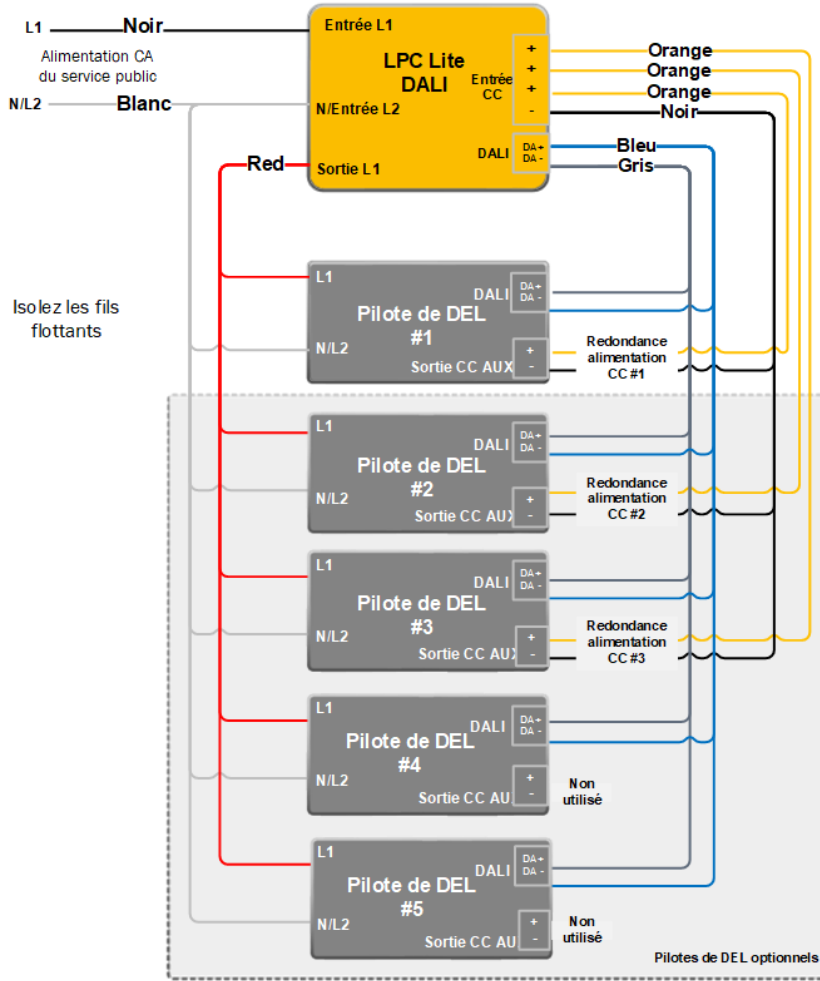 L1
Noir
Alimentation CA
du service public
N/L2
Blanc
Entrée L1
LPC Lite
DALI
Entrée
CC
+
+
+
-
N/Entrée L2
DALI
DA+
DA -
Sortie L1
Orange
Orange
Orange
Noir
Bleu
Gris
Red
Isolez les fils
flottants
L1
DALI
DA+
DA -
Pilote de DEL
#1
N/L2
Sortie CC AUX
+
-
Redondance
alimentation
CC #1
L1
DALI
DA+
DA -
Pilote de DEL
#2
N/L2
Sortie CC AUX
+
-
Redondance
alimentation
CC #2
L1
DALI
DA+
DA -
Pilote de DEL
#3
N/L2
Sortie CC AUX
+
-
Redondance
alimentation
CC #3
L1
DALI
DA+
DA -
Pilote de DEL
#4
N/L2
Sortie CC AU
+
-
Non
utilisé
L1
DALI
DA+
DA -
Pilote de DEL
#5
N/L2
Sortie CC AU
+
-
Non
utilisé
Pilotes de DEL optionnels